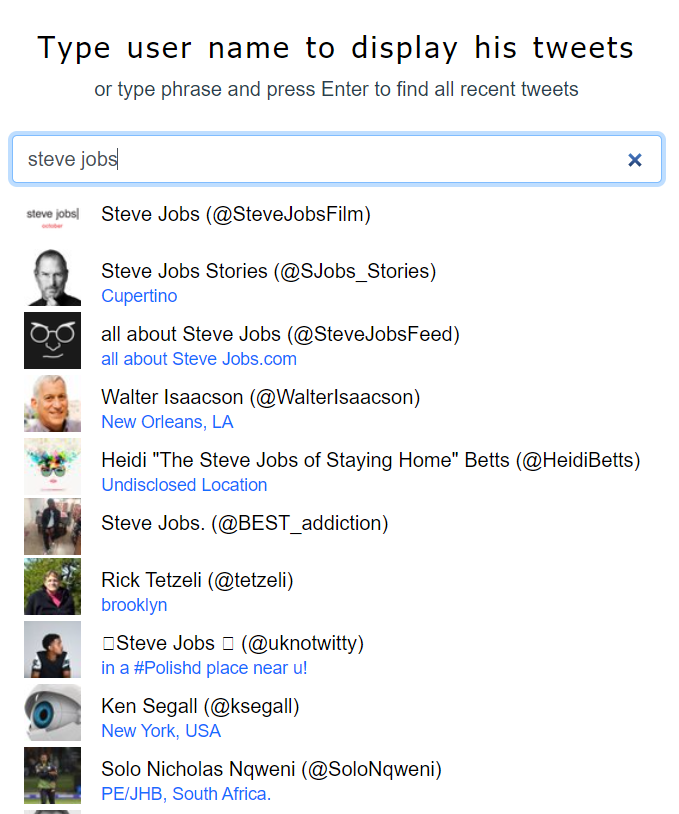 Type user name to display his tweets
or type phrase and press Enter to find all recent tweets
steve jobs
steve jobs
october
Steve Jobs (@SteveJobsFilm)
Steve Jobs Stories (@SJobs_Stories)
Cupertino
all about Steve Jobs (@SteveJobsFeed)
all about Steve Jobs.com
Walter Isaacson (@WalterIsaacson)
New Orleans, LA
Heidi "The Steve Jobs of Staying Home" Betts (@HeidiBetts)
Undisclosed Location
Steve Jobs. (@BEST_addiction)
Rick Tetzeli (@tetzeli)
brooklyn
Steve Jobs (@uknotwitty)
in a #Polishd place near u!
Ken Segall (@ksegall)
New York, USA
Solo Nicholas Nqweni (@SoloNqweni)
PE/JHB, South Africa.